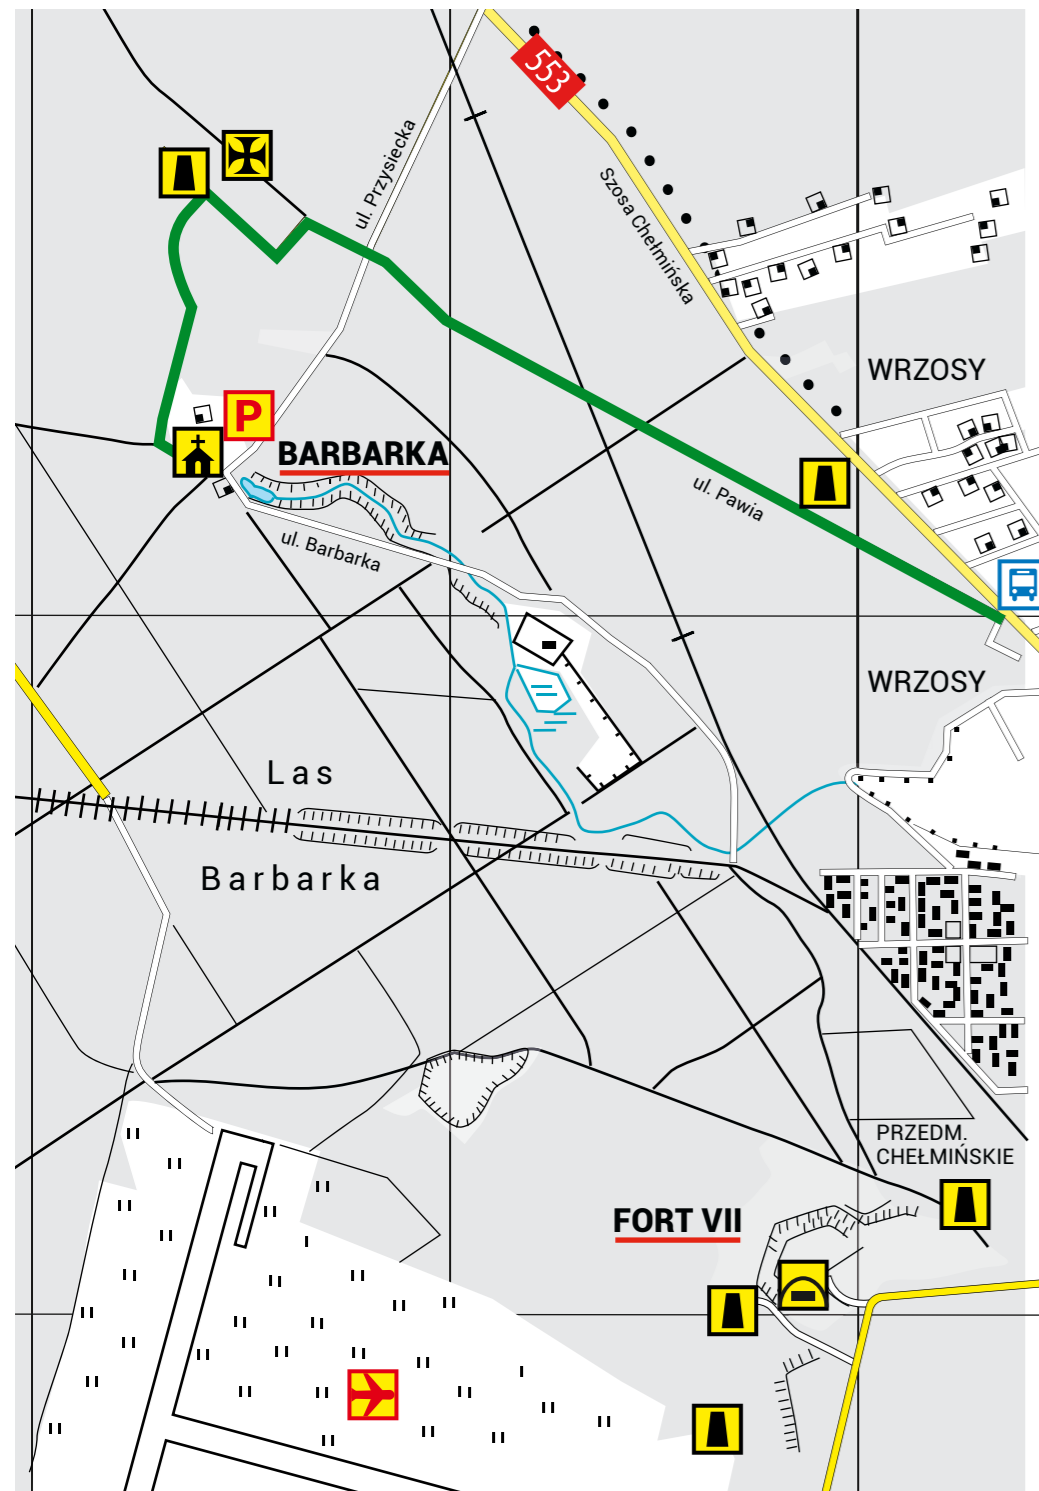 553
ul. Przysiecka
Szosa Chełmińska
WRZOSY
P
BARBARKA
ul. Pawia
ul. Barbarka
WRZOSY
Las
Barbarka
PRZEDM.
CHEŁMIŃSKIE
FORT VII